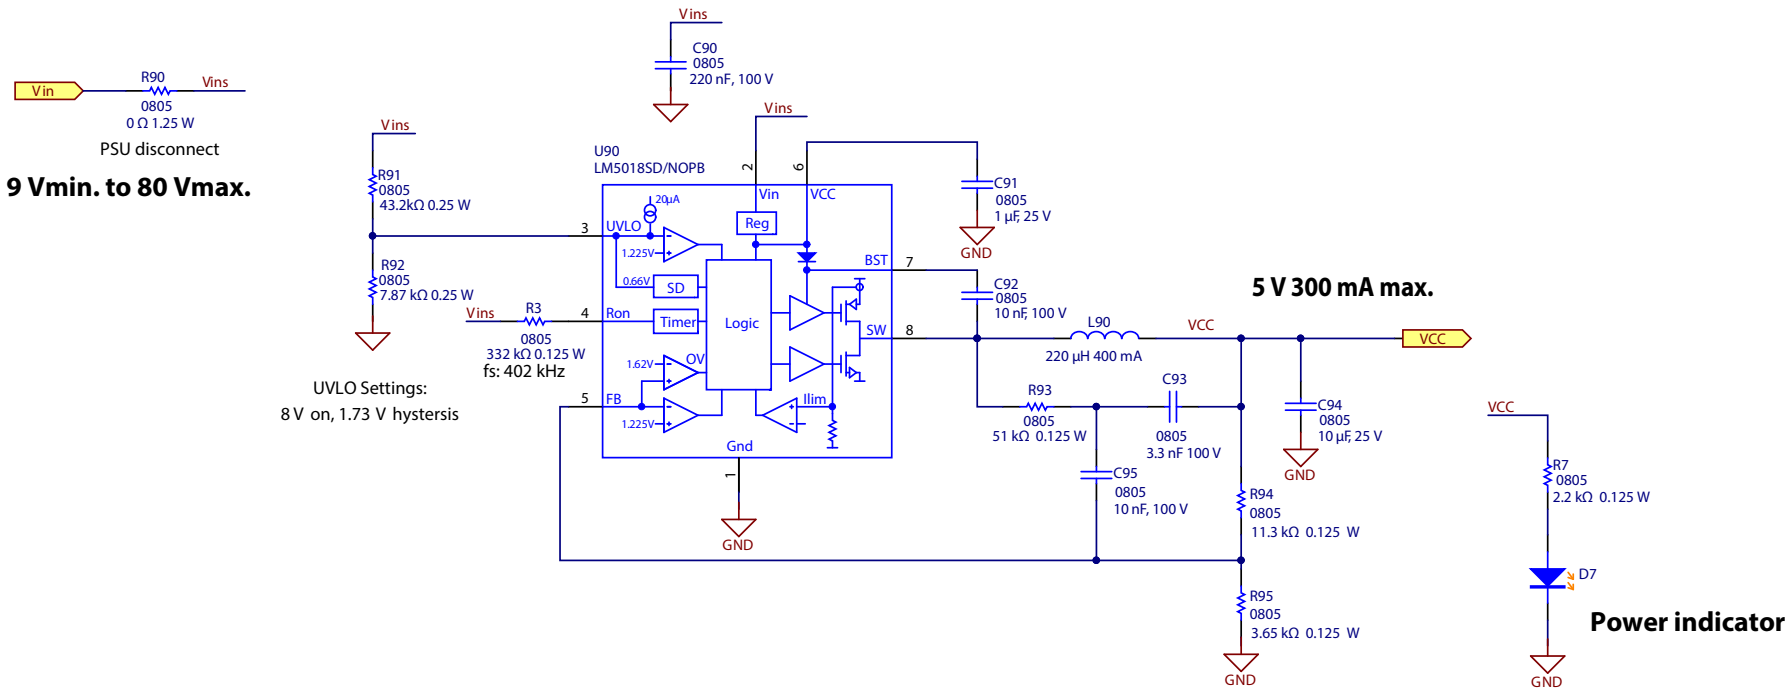 Vin
R90
Vins
0805
0 Ω 1.25 W
PSU disconnect
9 Vmin. to 80 Vmax.
Vins
C90
0805
220 nF, 100 V
Vins
R91
0805
43.2kΩ 0.25 W
R92
0805
7.87 kΩ 0.25 W
UVLO Settings:
8 V on, 1.73 V hystersis
Vins
R3
0805
332 kΩ 0.125 W
fs: 402 kHz
U90
LM5018SD/NOPB
Vins
2
6
Vin
VCC
3
UVLO
20µA
Reg
1.225V
0.66V
SD
BST
7
4
Ron
Timer
Logic
SW
8
1.62V
OV
5
FB
Ilim
1.225V
Gnd
1
GND
C91
0805
1 µF, 25 V
GND
C92
0805
10 nF, 100 V
5 V 300 mA max.
L90
220 µH 400 mA
VCC
VCC
R93
0805
51 kΩ 0.125 W
C93
0805
3.3 nF 100 V
C94
0805
10 µF, 25 V
GND
C95
0805
10 nF, 100 V
R94
0805
11.3 kΩ 0.125 W
R95
0805
3.65 kΩ 0.125 W
GND
VCC
R7
0805
2.2 kΩ 0.125 W
D7
Power indicator
GND